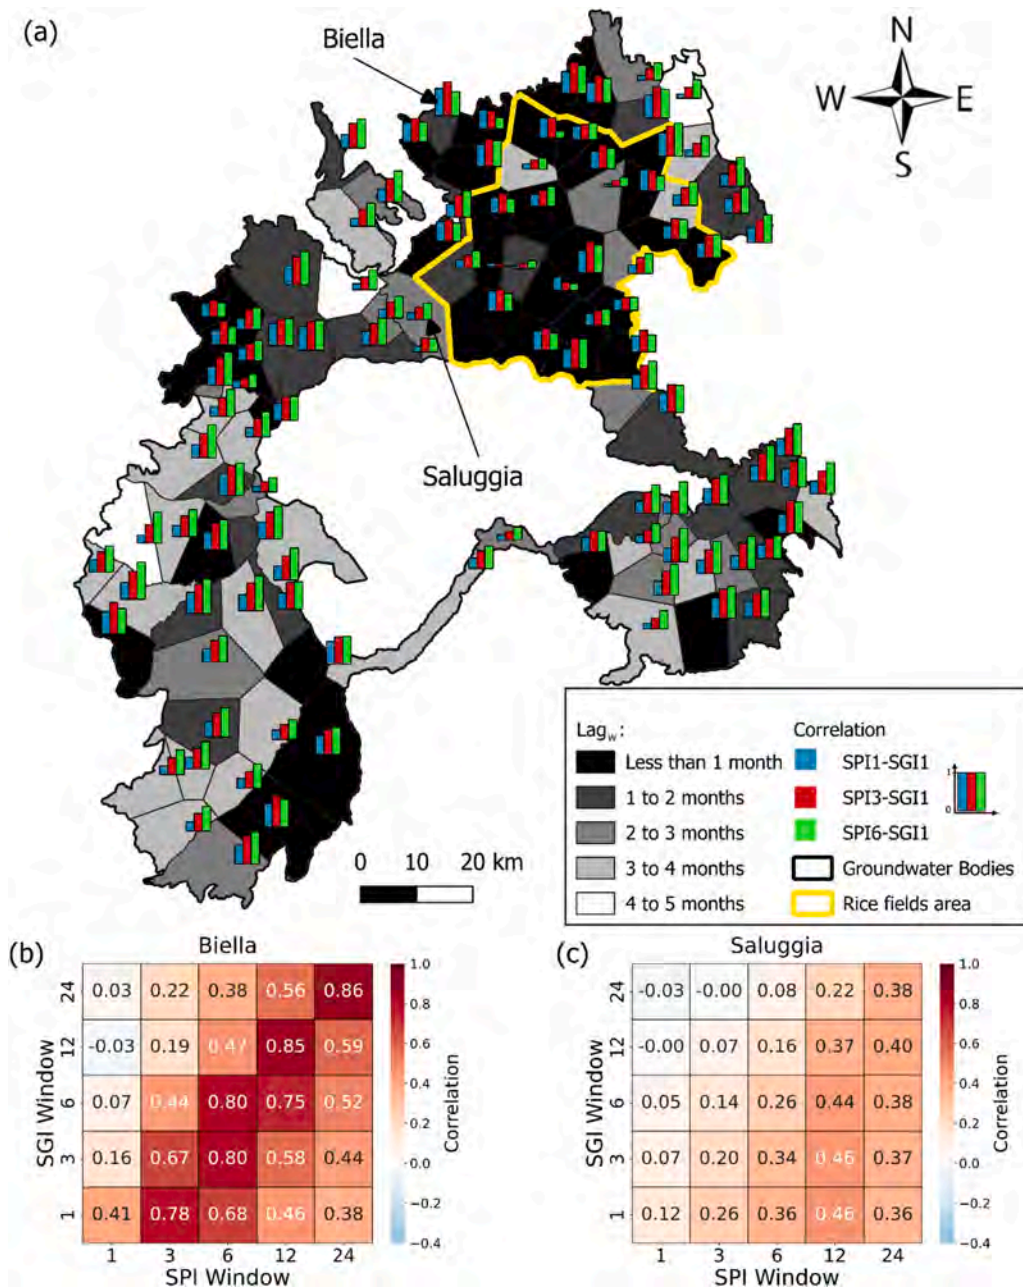 (a)
Biella
N
W E
S
Saluggia
Lag_w:
Less than 1 month
1 to 2 months
2 to 3 months
3 to 4 months
4 to 5 months
Correlation
SPI1-SGI1
SPI3-SGI1
SPI6-SGI1
1
0
Groundwater Bodies
Rice fields area
0 10 20 km
(b)
Biella
SGI Window
24 0.03 0.22 0.38 0.56 0.86
12 -0.03 0.19 0.47 0.85 0.59
6 0.07 0.44 0.80 0.75 0.52
3 0.16 0.67 0.80 0.58 0.44
1 0.41 0.78 0.68 0.46 0.38
1 3 6 12 24
SPI Window
1.0
0.8
0.6
0.4
0.2
0.0
-0.2
-0.4
Correlation
(c)
Saluggia
SGI Window
24 -0.03 -0.00 0.08 0.22 0.38
12 -0.00 0.07 0.16 0.37 0.40
6 0.05 0.14 0.26 0.44 0.38
3 0.07 0.20 0.34 0.46 0.37
1 0.12 0.26 0.36 0.46 0.36
1 3 6 12 24
SPI Window
1.0
0.8
0.6
0.4
0.2
0.0
-0.2
-0.4
Correlation